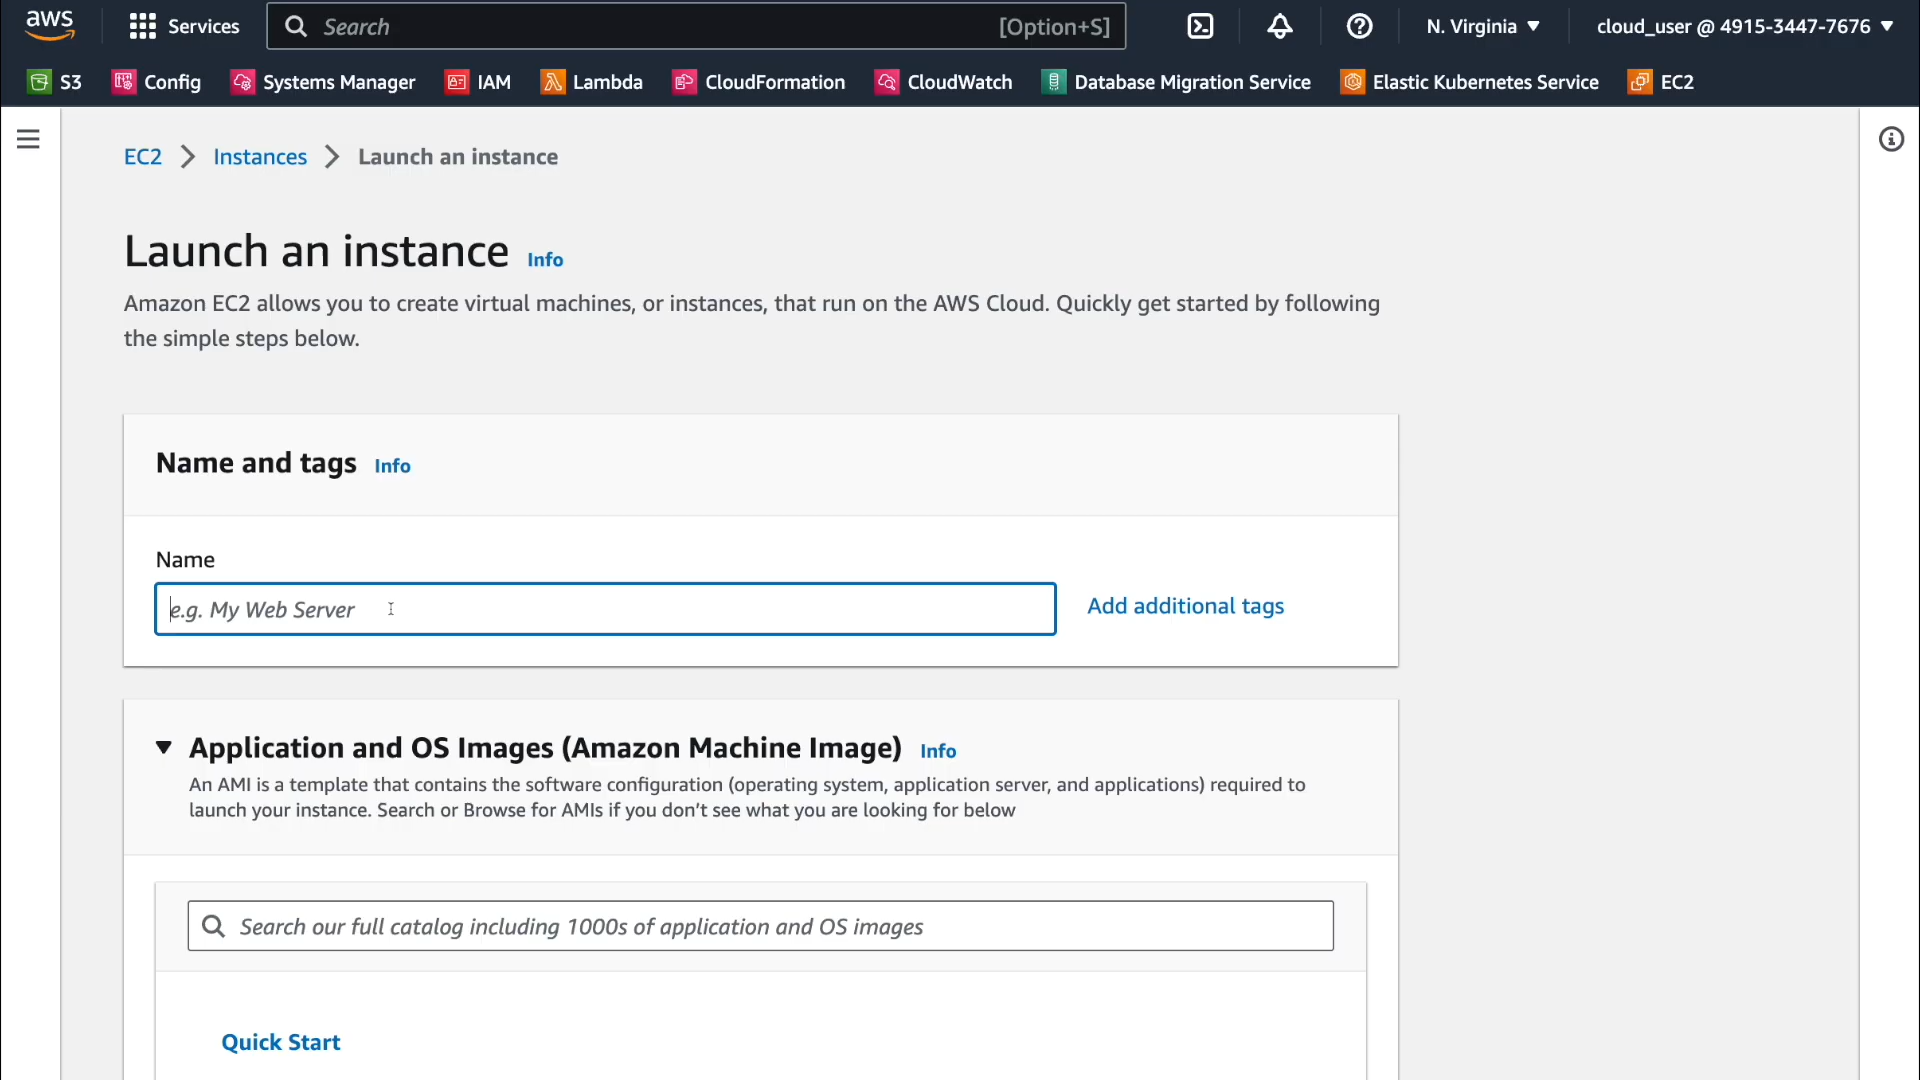 aws Services Search [Option+S] N. Virginia cloud_user @ 4915-3447-7676
S3 Config Systems Manager IAM Lambda CloudFormation CloudWatch Database Migration Service Elastic Kubernetes Service EC2
EC2 Instances Launch an instance
Launch an instance Info
Amazon EC2 allows you to create virtual machines, or instances, that run on the AWS Cloud. Quickly get started by following
the simple steps below.
Name and tags Info
Name
e.g. My Web Server Add additional tags
Application and OS Images (Amazon Machine Image) Info
An AMI is a template that contains the software configuration (operating system, application server, and applications) required to
launch your instance. Search or Browse for AMIs if you don’t see what you are looking for below
Search our full catalog including 1000s of application and OS images
Quick Start